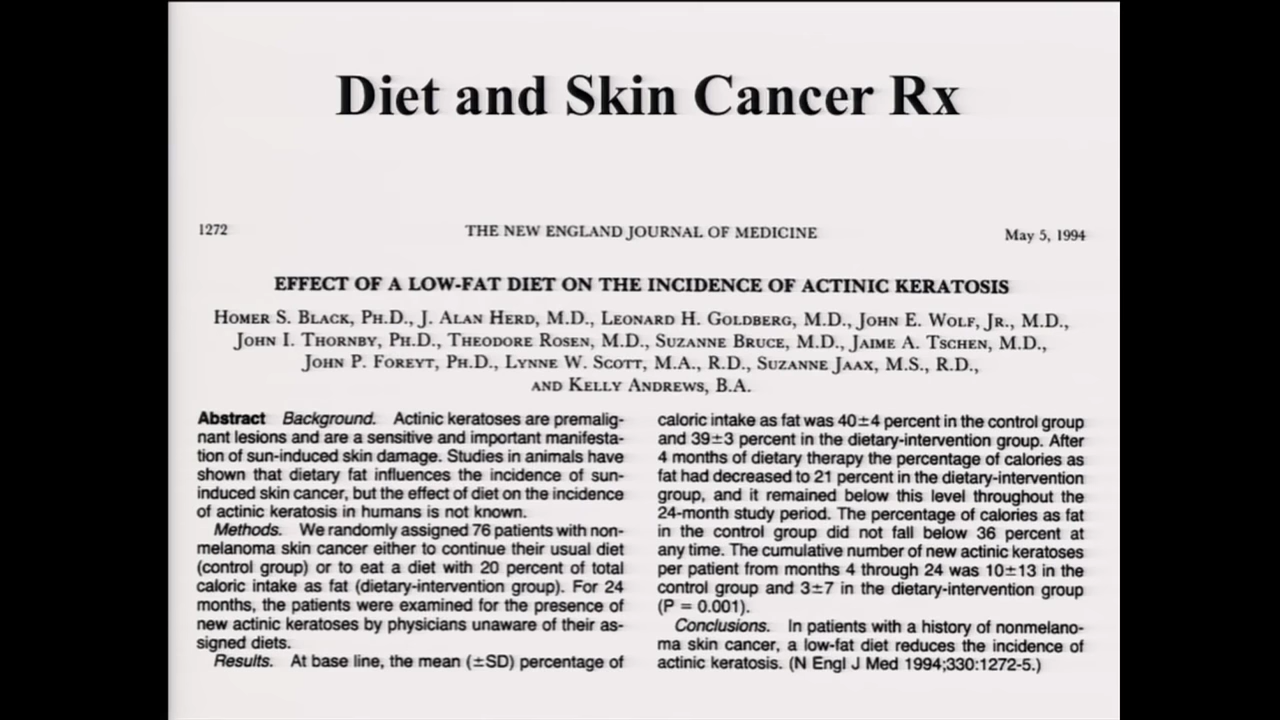 Diet and Skin Cancer Rx
1272
THE NEW ENGLAND JOURNAL OF MEDICINE
May 5, 1994
EFFECT OF A LOW-FAT DIET ON THE INCIDENCE OF ACTINIC KERATOSIS
HOMER S. BLACK, PH.D., J. ALAN HERD, M.D., LEONARD H. GOLDBERG, M.D., JOHN E. WOLF, JR., M.D.,
JOHN I. THORNBY, PH.D., THEODORE ROSEN, M.D., SUZANNE BRUCE, M.D., JAIME A. TSCHEN, M.D.,
JOHN P. FOREYT, PH.D., LYNNE W. SCOTT, M.A., R.D., SUZANNE JAAX, M.S., R.D.,
AND KELLY ANDREWS, B.A.
Abstract Background. Actinic keratoses are premalig-
nant lesions and are a sensitive and important manifesta-
tion of sun-induced skin damage. Studies in animals have
shown that dietary fat influences the incidence of sun-
induced skin cancer, but the effect of diet on the incidence
of actinic keratosis in humans is not known.
Methods. We randomly assigned 76 patients with non-
melanoma skin cancer either to continue their usual diet
(control group) or to eat a diet with 20 percent of total
caloric intake as fat (dietary-intervention group). For 24
months, the patients were examined for the presence of
new actinic keratoses by physicians unaware of their as-
signed diets.
Results. At base line, the mean (±SD) percentage of
caloric intake as fat was 40±4 percent in the control group
and 39±3 percent in the dietary-intervention group. After
4 months of dietary therapy the percentage of calories as
fat had decreased to 21 percent in the dietary-intervention
group, and it remained below this level throughout the
24-month study period. The percentage of calories as fat
in the control group did not fall below 36 percent at
any time. The cumulative number of new actinic keratoses
per patient from months 4 through 24 was 10±13 in the
control group and 3±7 in the dietary-intervention group
(P = 0.001).
Conclusions. In patients with a history of nonmelano-
ma skin cancer, a low-fat diet reduces the incidence of
actinic keratosis. (N Engl J Med 1994;330:1272-5.)